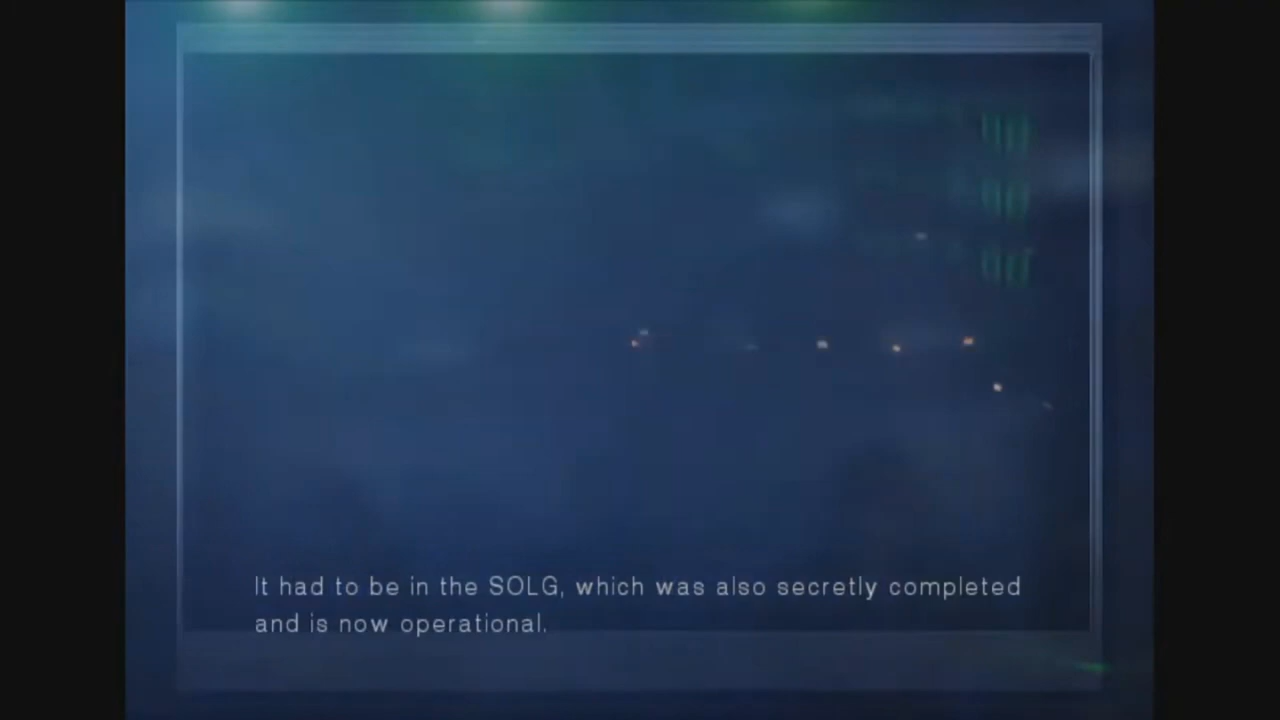 It had to be in the SOLG, which was also secretly completed
and is now operational.